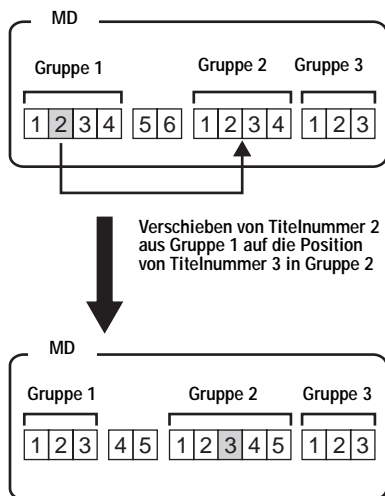 MD
Gruppe 1 Gruppe 2 Gruppe 3
1 2 3 4 5 6 1 2 3 4 1 2 3
Verschieben von Titelnummer 2
aus Gruppe 1 auf die Position
von Titelnummer 3 in Gruppe 2
MD
Gruppe 1 Gruppe 2 Gruppe 3
1 2 3 4 5 1 2 3 4 5 1 2 3